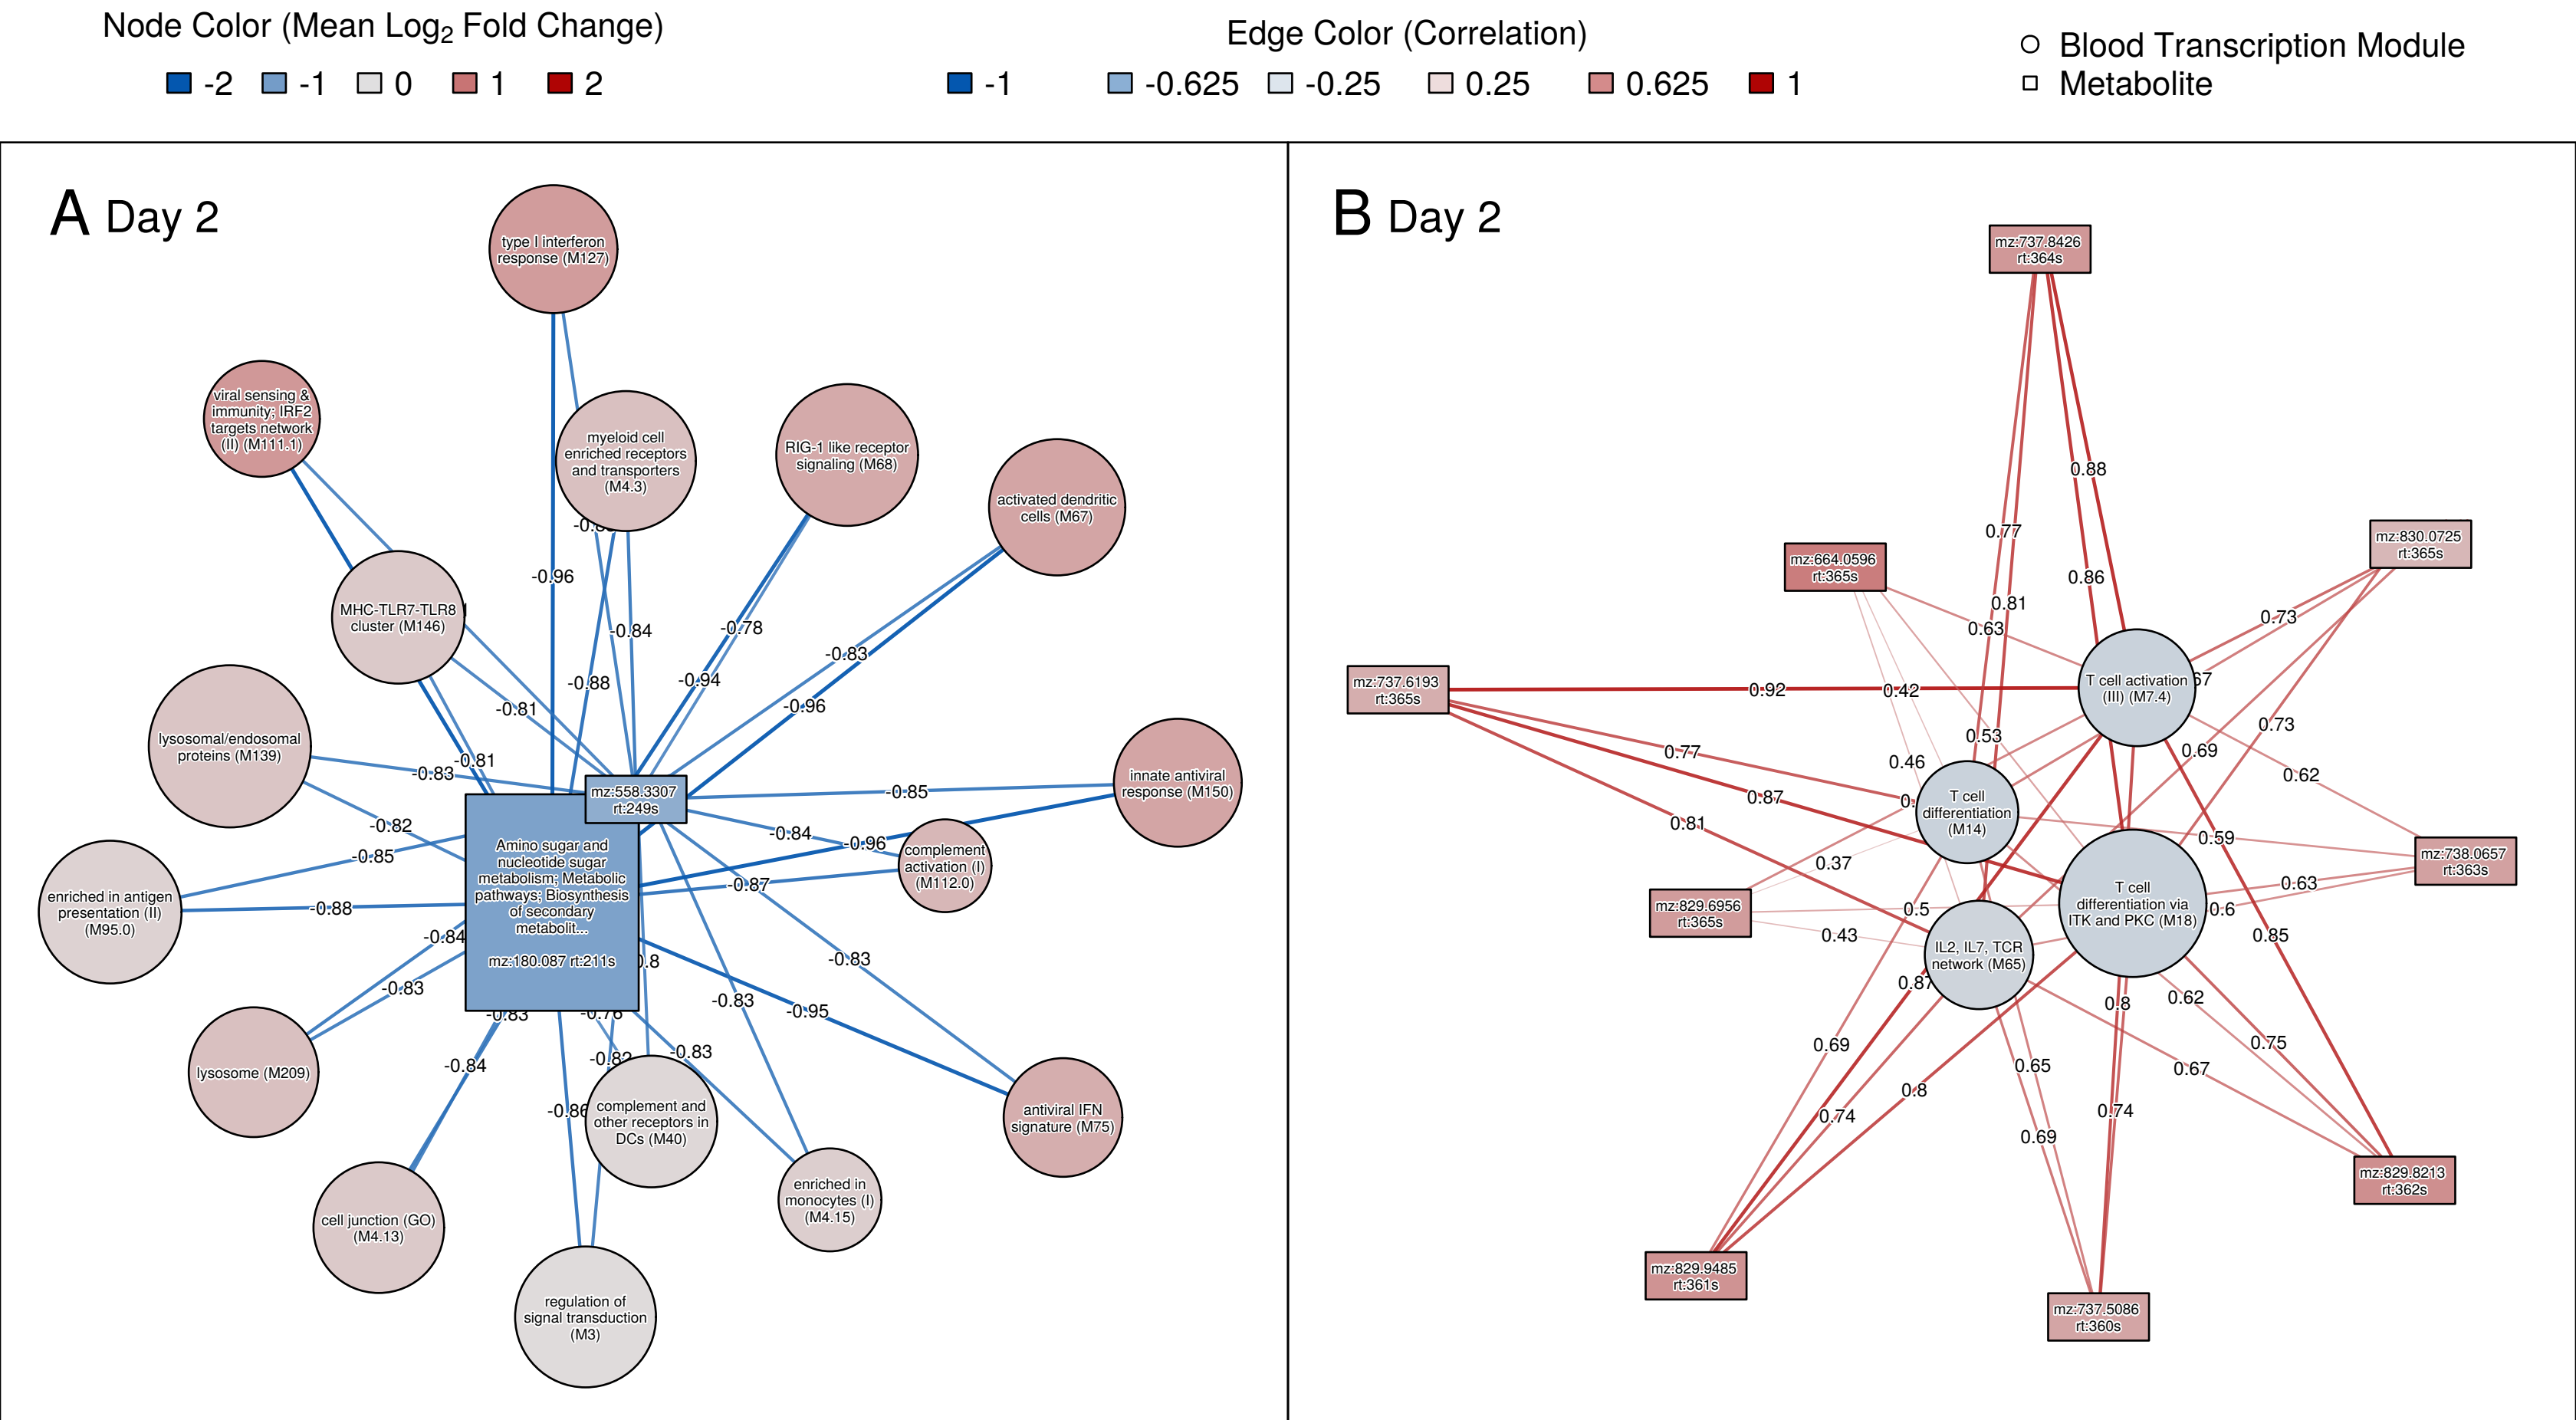 Node Color (Mean Log2 Fold Change)
-2 -1 0 1 2
Edge Color (Correlation)
-1 -0.625 -0.25 0.25 0.625 1
Blood Transcription Module
Metabolite
A Day 2
type I interferon
response (M127)
viral sensing &
immunity; IRF2
targets network
(II) (M111.1)
myeloid cell
enriched receptors
and transporters
(M4.3)
RIG-1 like receptor
signaling (M68)
activated dendritic
cells (M67)
MHC-TLR7-TLR8
cluster (M146)
lysosomal/endosomal
proteins (M139)
innate antiviral
response (M150)
complement
activation (I)
(M112.0)
enriched in antigen
presentation (II)
(M95.0)
mz:558.3307
rt:249s
Amino sugar and
nucleotide sugar
metabolism; Metabolic
pathways; Biosynthesis
of secondary
metabolit...
mz:180.087 rt:211s
lysosome (M209)
cell junction (GO)
(M4.13)
complement and
other receptors in
DCs (M40)
enriched in
monocytes (I)
(M4.15)
antiviral IFN
signature (M75)
regulation of
signal transduction
(M3)
-0.96
-0.84
-0.78
-0.83
-0.88
-0.94
-0.96
-0.81
-0.81
-0.83
-0.85
-0.82
-0.84
-0.96
-0.85
-0.87
-0.88
-0.84
-0.83
-0.83
-0.83
-0.95
-0.83
-0.76
-0.84
-0.82
-0.83
-0.86
B Day 2
mz:737.8426
rt:364s
mz:664.0596
rt:365s
mz:830.0725
rt:365s
mz:737.6193
rt:365s
T cell activation
(III) (M7.4)
T cell
differentiation
(M14)
T cell
differentiation via
ITK and PKC (M18)
mz:738.0657
rt:363s
mz:829.6956
rt:365s
IL2, IL7, TCR
network (M65)
mz:829.8213
rt:362s
mz:829.9485
rt:361s
mz:737.5086
rt:360s
0.88
0.77
0.86
0.81
0.63
0.73
0.92
0.42
0.53
0.73
0.69
0.77
0.46
0.62
0.87
0.81
0.59
0.37
0.63
0.5
0.6
0.43
0.85
0.87
0.8
0.62
0.69
0.65
0.75
0.67
0.8
0.74
0.74
0.69